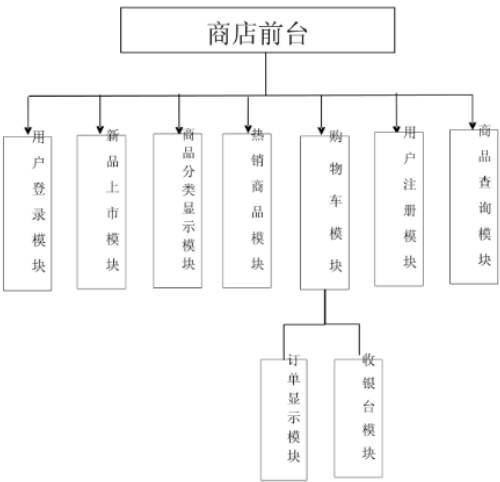 商店前台
用户登录模块
新品上市模块
商品分类显示模块
热销商品模块
购物车模块
用户注册模块
商品查询模块
订单显示模块
收银台模块